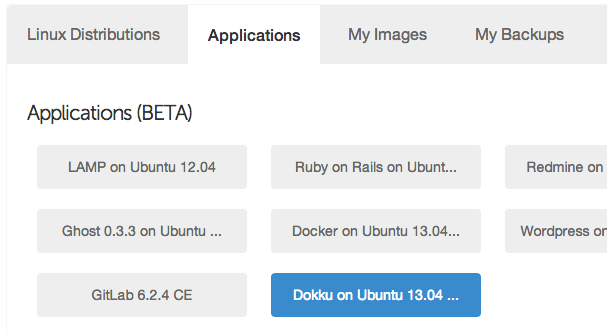 Linux Distributions Applications My Images My Backups
Applications (BETA)
LAMP on Ubuntu 12.04 Ruby on Rails on Ubunt... Redmine on
Ghost 0.3.3 on Ubuntu ... Docker on Ubuntu 13.04... Wordpress on
GitLab 6.2.4 CE Dokku on Ubuntu 13.04 ...